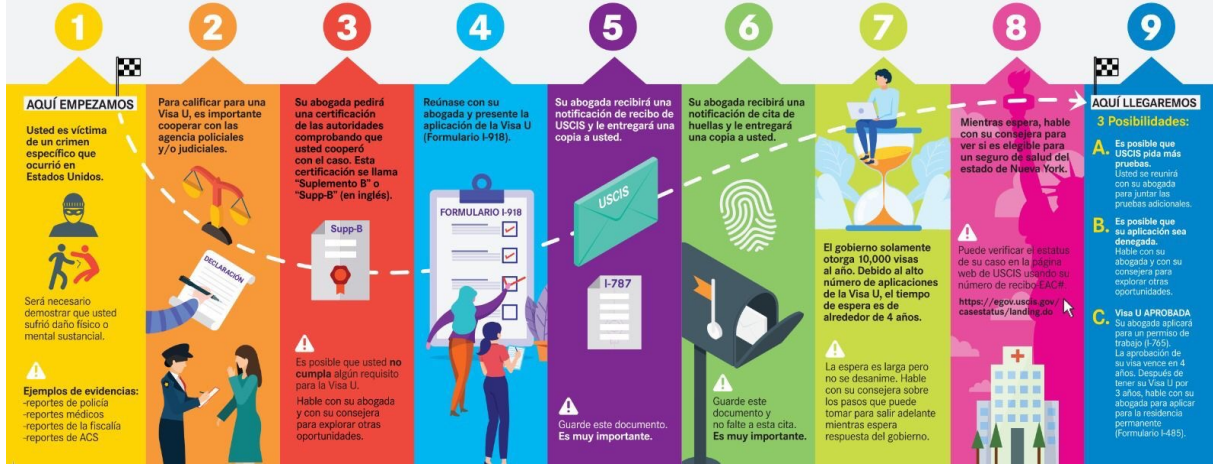 1
AQUÍ EMPEZAMOS
Usted es víctima
de un crimen
específico que
ocurrió en
Estados Unidos.
Será necesario
demostrar que usted
sufrió daño físico o
mental sustancial.
Ejemplos de evidencias:
-reportes de policía
-reportes médicos
-reportes de la fiscalía
-reportes de ACS
2
Para calificar para una
Visa U, es importante
cooperar con las
agencia policiales
y/o judiciales.
DECLARACIÓN
3
Su abogada pedirá
una certificación
de las autoridades
comprobando que
usted cooperó
con el caso. Esta
certificación se llama
"Suplemento B" o
"Supp-B" (en inglés).
Supp-B
Es posible que usted no
cumpla algún requisito
para la Visa U.
Hable con su abogada
y con su consejera
para explorar otras
oportunidades.
4
Reúnase con su
abogada y presente la
aplicación de la Visa U
(Formulario I-918).
FORMULARIO I-918
5
Su abogada recibirá una
notificación de recibo de
USCIS y le entregará una
copia a usted.
USCIS
I-787
Guarde este documento.
Es muy importante.
6
Su abogada recibirá una
notificación de cita de
huellas y le entregará
una copia a usted.
Guarde este
documento y
no falte a esta cita.
Es muy importante.
7
El gobierno solamente
otorga 10,000 visas
al año. Debido al alto
número de aplicaciones
de la Visa U, el tiempo
de espera es de
alrededor de 4 años.
La espera es larga pero
no se desanime. Hable
con su consejera sobre
los pasos que puede
tomar para salir adelante
mientras espera
respuesta del gobierno.
8
Mientras espera, hable
con su consejera para
ver si es elegible para
un seguro de salud del
estado de Nueva York.
Puede verificar el estatus
de su caso en la página
web de USCIS usando su
número de recibo EAC#.
https://egov.uscis.gov/
casestatus/landing.do
9
AQUÍ LLEGAREMOS
3 Posibilidades:
A. Es posible que
USCIS pida más
pruebas.
Usted se reunirá
con su abogada
para juntar las
pruebas adicionales.
B. Es posible que
su aplicación sea
denegada.
Hable con su
abogada y con su
consejera para
explorar otras
oportunidades.
C. Visa U APROBADA
Su abogada aplicará
para un permiso de
trabajo (I-765).
La aprobación de
su visa vence en 4
años. Después de
tener su Visa U por
3 años, hable con su
abogada para aplicar
para la residencia
permanente
(Formulario I-485).